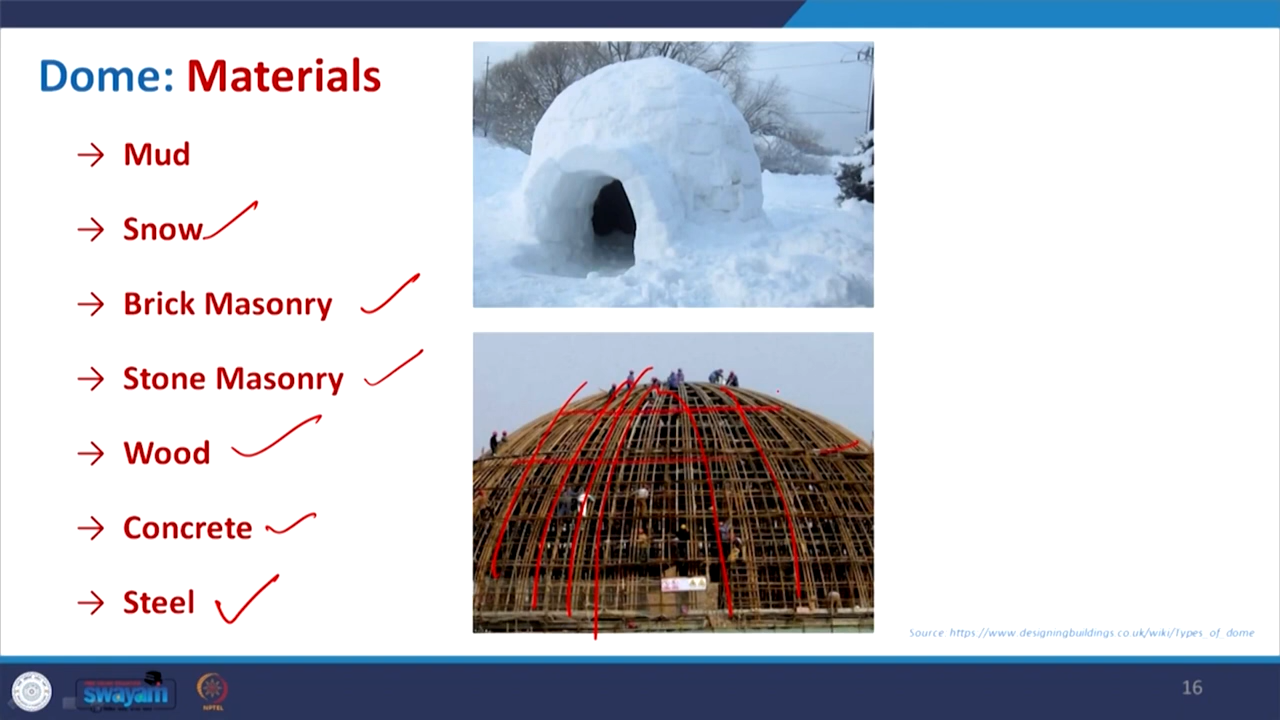 Dome: Materials
→ Mud
→ Snow
→ Brick Masonry
→ Stone Masonry
→ Wood
→ Concrete
→ Steel
Source https://www.designingbuildings.co.uk/wiki/Types_of_dome
swayam
NPTEL
16